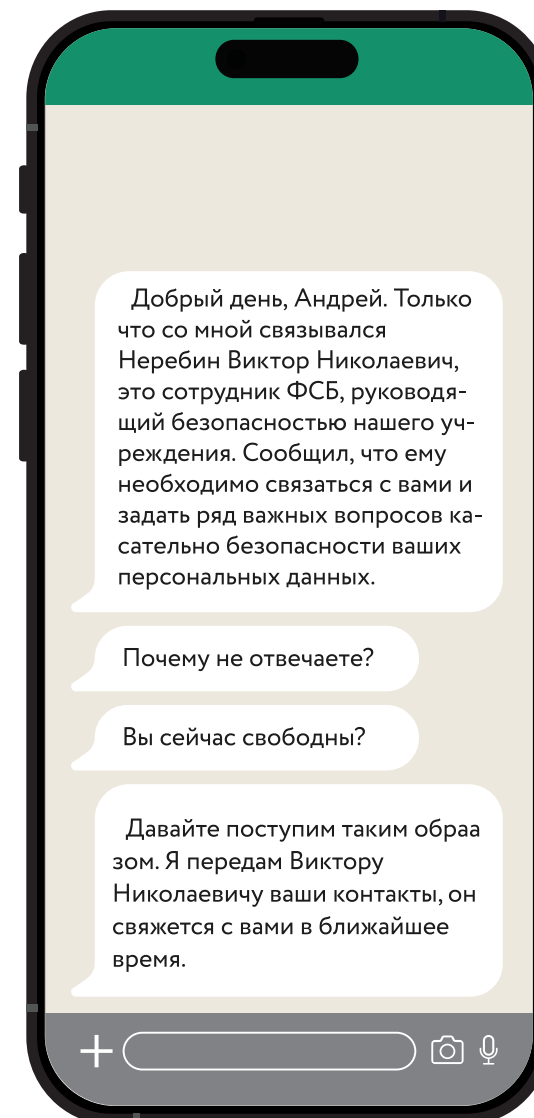 Добрый день, Андрей. Только
что со мной связывался
Неребин Виктор Николаевич,
это сотрудник ФСБ, руководя-
щий безопасностью нашего уч-
реждения. Сообщил, что ему
необходимо связаться с вами и
задать ряд важных вопросов ка-
сательно безопасности ваших
персональных данных.
Почему не отвечаете?
Вы сейчас свободны?
Давайте поступим таким обраа
зом. Я передам Виктору
Николаевичу ваши контакты, он
свяжется с вами в ближайшее
время.